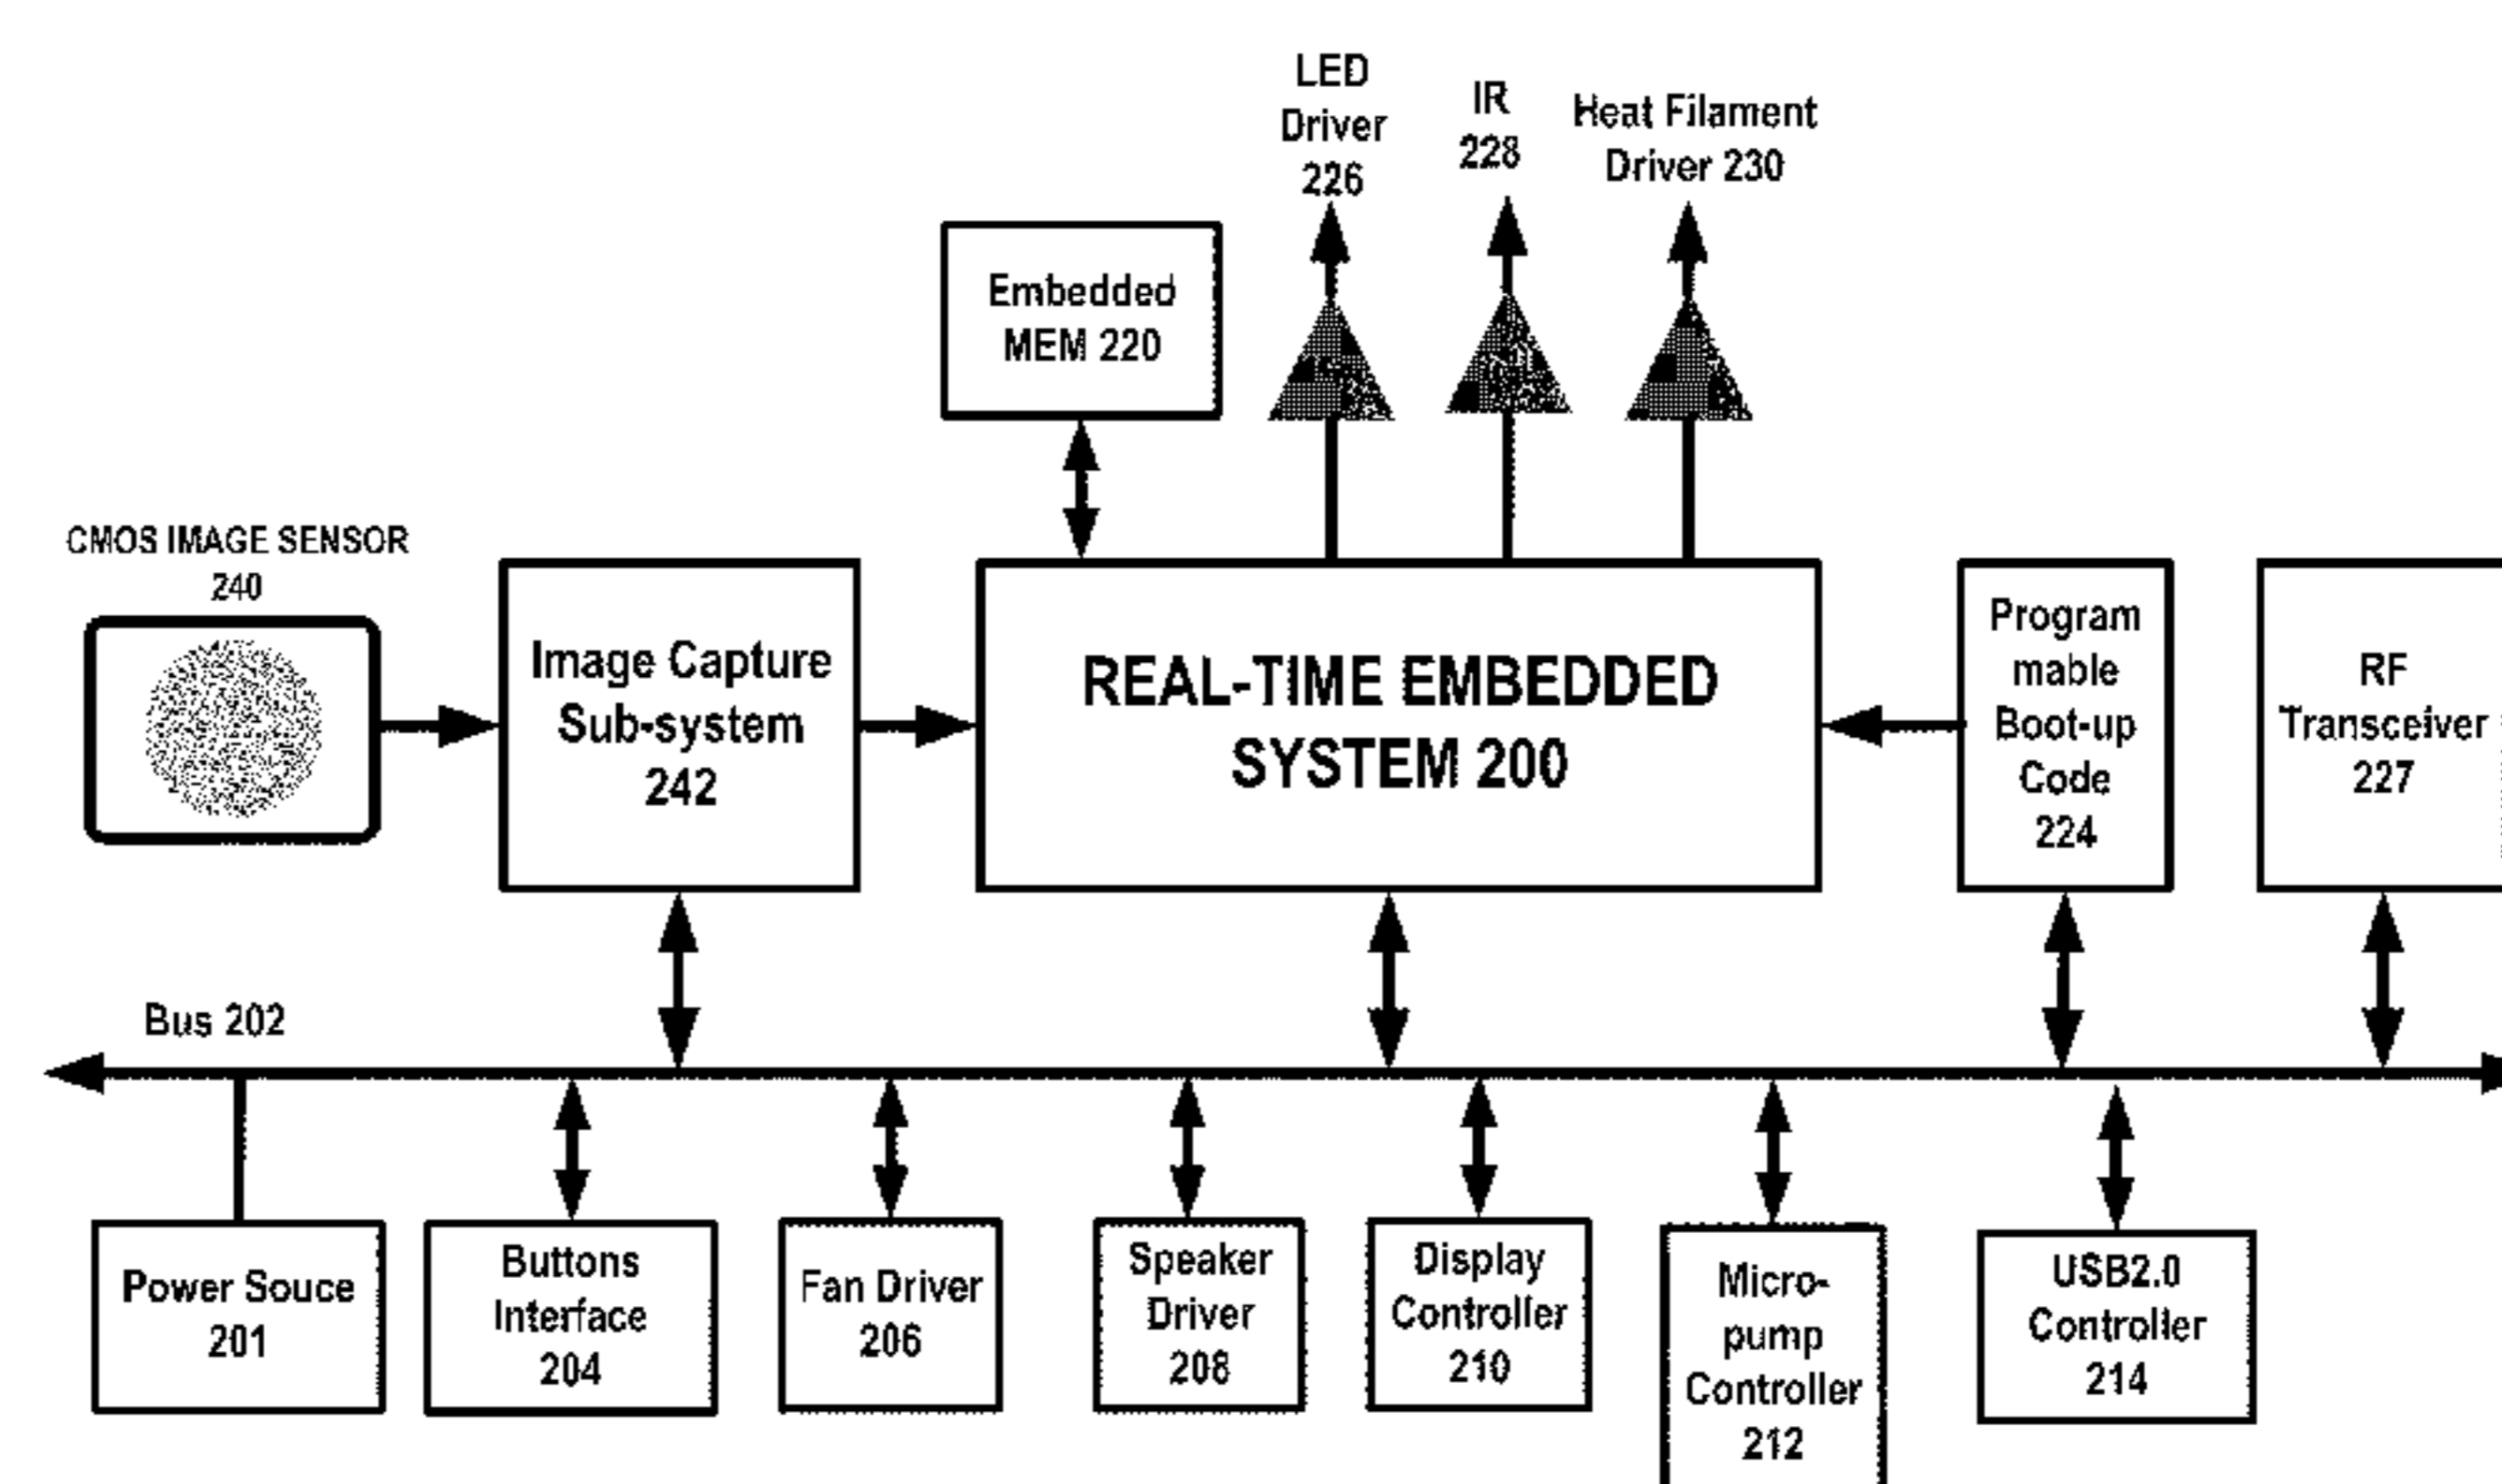 LED
Driver
226
IR
228
Heat Filament
Driver 230
Embedded
MEM 220
CMOS IMAGE SENSOR
240
Image Capture
Sub-system
242
REAL-TIME EMBEDDED
SYSTEM 200
Program
mable
Boot-up
Code
224
RF
Transceiver
227
Bus 202
Power Souce
201
Buttons
Interface
204
Fan Driver
206
Speaker
Driver
208
Display
Controller
210
Micro-
pump
Controller
212
USB2.0
Controller
214